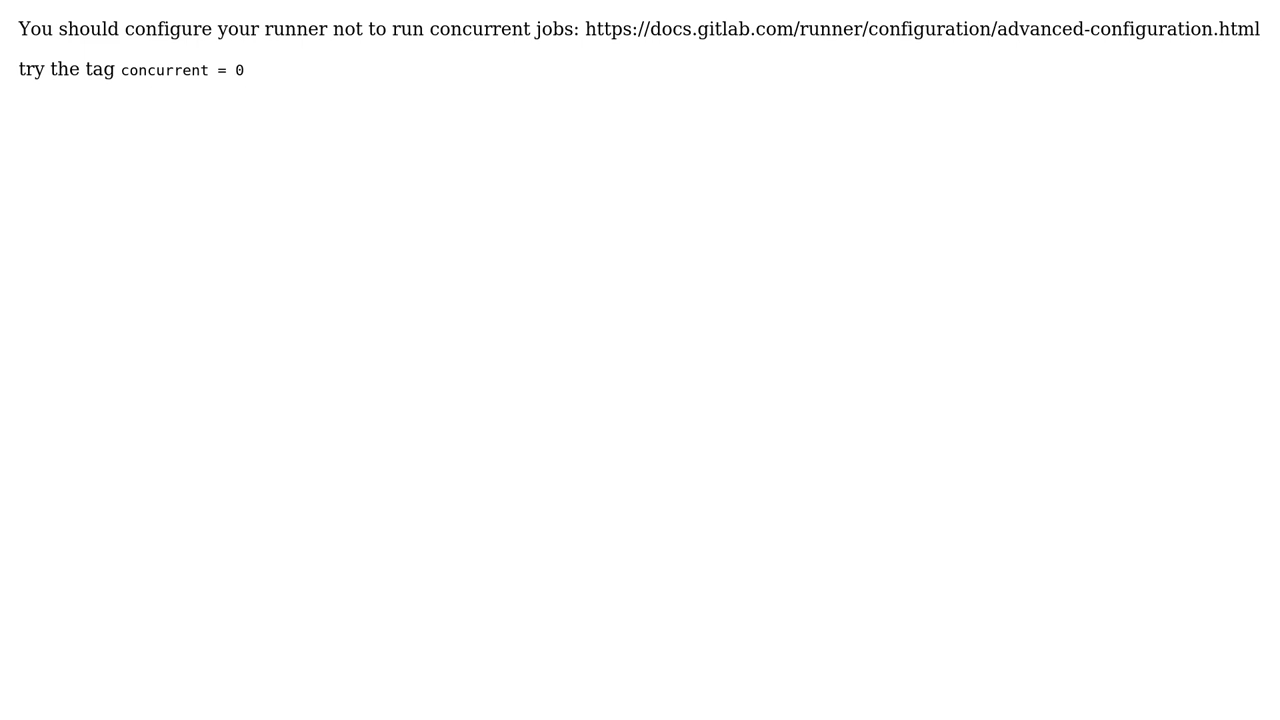 You should configure your runner not to run concurrent jobs: https://docs.gitlab.com/runner/configuration/advanced-configuration.html
try the tag concurrent = 0